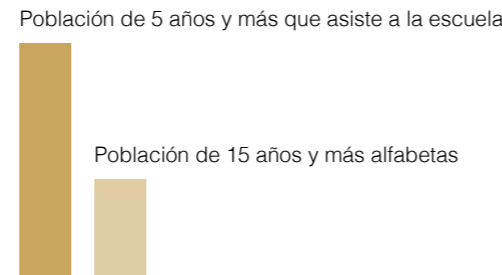 Población de 5 años y más que asiste a la escuela
Población de 15 años y más alfabetas